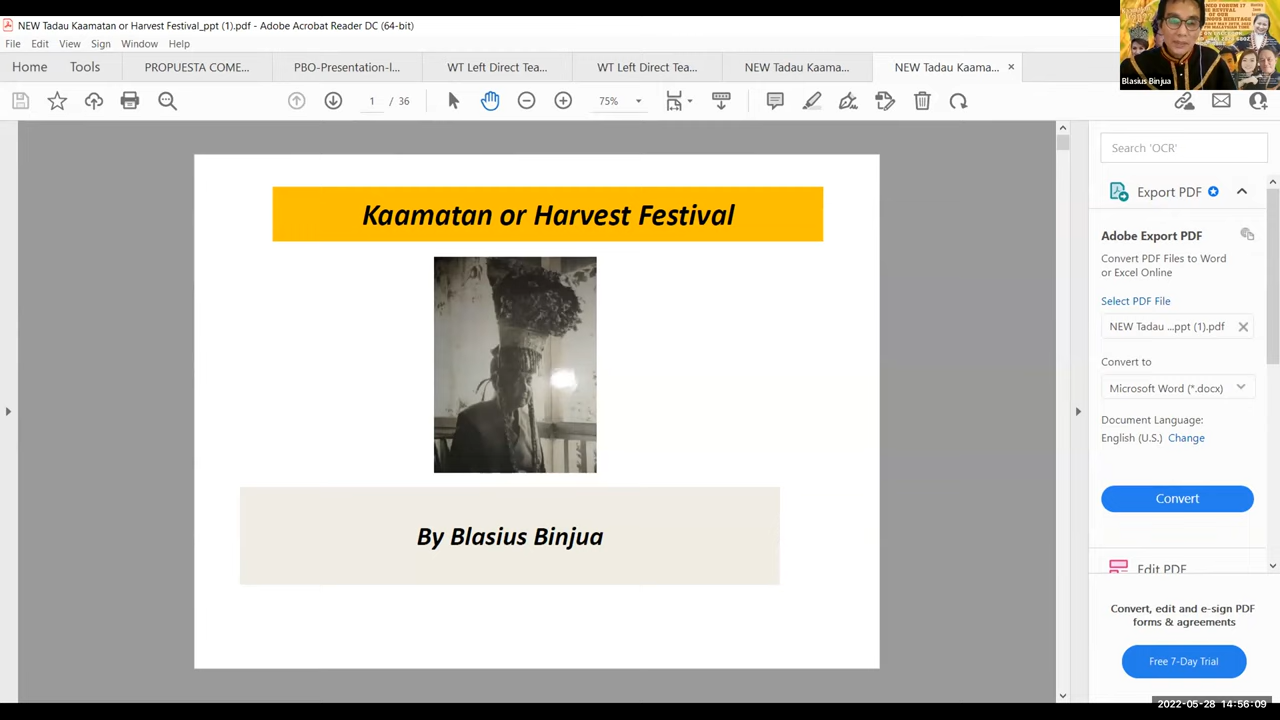 NEW Tadau Kaamatan or Harvest Festival_ppt (1).pdf - Adobe Acrobat Reader DC (64-bit)
File Edit View Sign Window Help
Home Tools PROPUESTA COME... PBO-Presentation-I... WT Left Direct Tea... WT Left Direct Tea... NEW Tadau Kaama... NEW Tadau Kaama... ×
1 / 36 75%
Blasius Binjua
Kaamatan or Harvest Festival
By Blasius Binjua
Search 'OCR'
Export PDF
Adobe Export PDF
Convert PDF Files to Word
or Excel Online
Select PDF File
NEW Tadau ...ppt (1).pdf
Convert to
Microsoft Word (*.docx)
Document Language:
English (U.S.) Change
Convert
Edit PDF
Convert, edit and e-sign PDF
forms & agreements
Free 7-Day Trial
2022-05-28 14:56:09